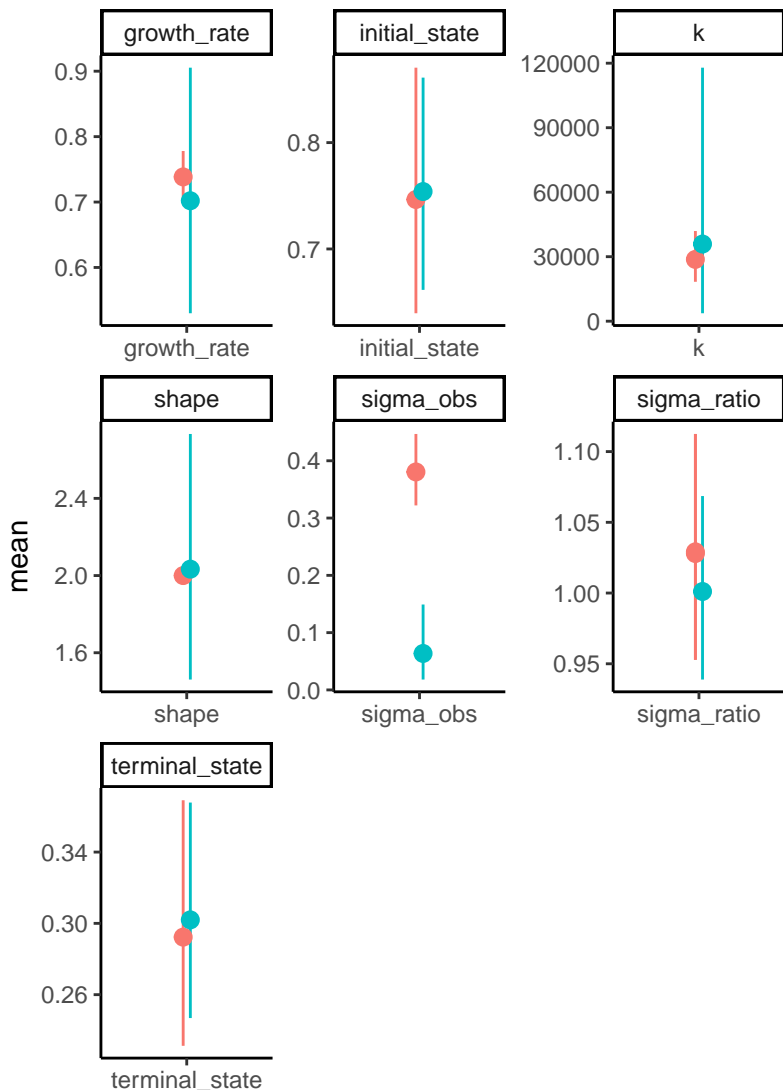 mean
growth_rate
0.9
0.8
0.7
0.6
growth_rate
initial_state
0.8
0.7
initial_state
k
120000
90000
60000
30000
0
k
shape
2.4
2.0
1.6
shape
sigma_obs
0.4
0.3
0.2
0.1
0.0
sigma_obs
sigma_ratio
1.10
1.05
1.00
0.95
sigma_ratio
terminal_state
0.34
0.30
0.26
terminal_state